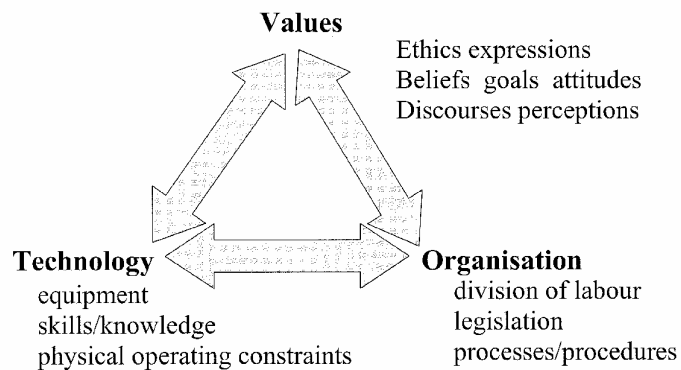 Values
Ethics expressions
Beliefs goals attitudes
Discourses perceptions
Technology
equipment
skills/knowledge
physical operating constraints
Organisation
division of labour
legislation
processes/procedures